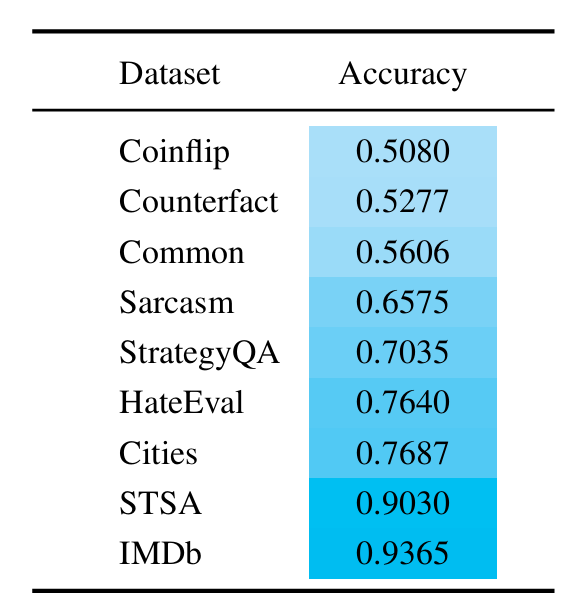 Dataset Accuracy
Coinflip 0.5080
Counterfact 0.5277
Common 0.5606
Sarcasm 0.6575
StrategyQA 0.7035
HateEval 0.7640
Cities 0.7687
STSA 0.9030
IMDb 0.9365